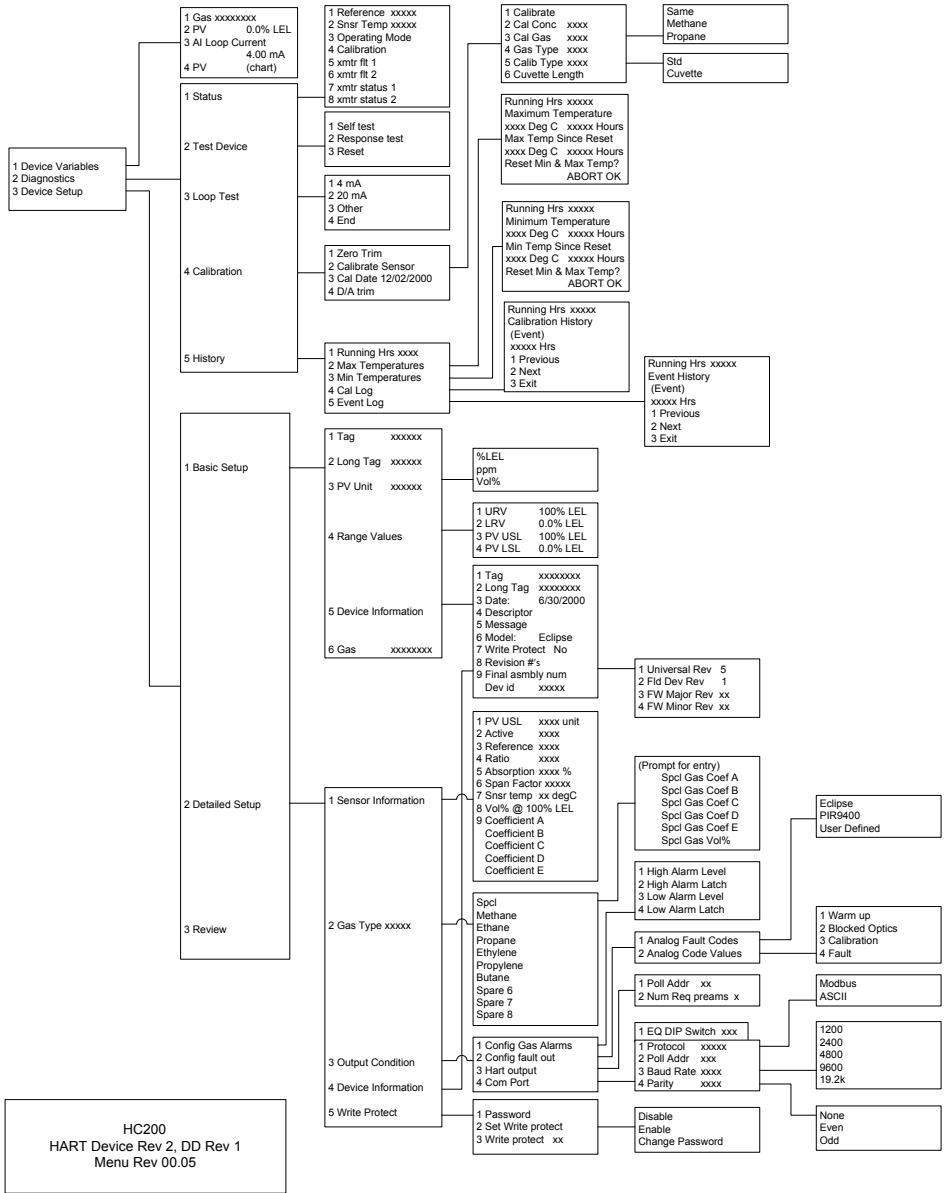 1 Device Variables
2 Diagnostics
3 Device Setup
1 Gas xxxxxxxx
2 PV 0.0% LEL
3 AI Loop Current
4.00 mA
4 PV (chart)
1 Status
2 Test Device
3 Loop Test
4 Calibration
5 History
1 Reference xxxxx
2 Snsr Temp xxxxx
3 Operating Mode
4 Calibration
5 xmtr flt 1
6 xmtr flt 2
7 xmtr status 1
8 xmtr status 2
1 Self test
2 Response test
3 Reset
1 4 mA
2 20 mA
3 Other
4 End
1 Zero Trim
2 Calibrate Sensor
3 Cal Date 12/02/2000
4 D/A trim
1 Running Hrs xxxx
2 Max Temperatures
3 Min Temperatures
4 Cal Log
5 Event Log
1 Calibrate
2 Cal Conc xxxx
3 Cal Gas xxxx
4 Gas Type xxxx
5 Calib Type xxxx
6 Cuvette Length
Same
Methane
Propane
Std
Cuvette
Running Hrs xxxxx
Maximum Temperature
xxxx Deg C xxxxx Hours
Max Temp Since Reset
xxxx Deg C xxxxx Hours
Reset Min & Max Temp?
ABORT OK
Running Hrs xxxxx
Minimum Temperature
xxxx Deg C xxxxx Hours
Min Temp Since Reset
xxxx Deg C xxxxx Hours
Reset Min & Max Temp?
ABORT OK
Running Hrs xxxxx
Calibration History
(Event)
xxxxx Hrs
1 Previous
2 Next
3 Exit
Running Hrs xxxxx
Event History
(Event)
xxxxx Hrs
1 Previous
2 Next
3 Exit
1 Basic Setup
2 Detailed Setup
3 Review
1 Tag xxxxxx
2 Long Tag xxxxxx
3 PV Unit xxxxxx
4 Range Values
5 Device Information
6 Gas xxxxxxxx
%LEL
ppm
Vol%
1 URV 100% LEL
2 LRV 0.0% LEL
3 PV USL 100% LEL
4 PV LSL 0.0% LEL
1 Tag xxxxxxxx
2 Long Tag xxxxxxxx
3 Date: 6/30/2000
4 Descriptor
5 Message
6 Model: Eclipse
7 Write Protect No
8 Revision #'s
9 Final asmbly num
Dev id xxxxx
1 Universal Rev 5
2 Fld Dev Rev 1
3 FW Major Rev xx
4 FW Minor Rev xx
1 Sensor Information
2 Gas Type xxxxx
3 Output Condition
4 Device Information
5 Write Protect
1 PV USL xxxx unit
2 Active xxxx
3 Reference xxxx
4 Ratio xxxx
5 Absorption xxxx %
6 Span Factor xxxxx
7 Snsr temp xx degC
8 Vol% @ 100% LEL
9 Coefficient A
Coefficient B
Coefficient C
Coefficient D
Coefficient E
Spcl
Methane
Ethane
Propane
Ethylene
Propylene
Butane
Spare 6
Spare 7
Spare 8
(Prompt for entry)
Spcl Gas Coef A
Spcl Gas Coef B
Spcl Gas Coef C
Spcl Gas Coef D
Spcl Gas Coef E
Spcl Gas Vol%
1 Config Gas Alarms
2 Config fault out
3 Hart output
4 Com Port
1 High Alarm Level
2 High Alarm Latch
3 Low Alarm Level
4 Low Alarm Latch
1 Analog Fault Codes
2 Analog Code Values
Eclipse
PIR9400
User Defined
1 Warm up
2 Blocked Optics
3 Calibration
4 Fault
1 Poll Addr xx
2 Num Req preams x
1 EQ DIP Switch xxx
1 Protocol xxxxx
2 Poll Addr xxx
3 Baud Rate xxxx
4 Parity xxxx
Modbus
ASCII
1200
2400
4800
9600
19.2k
None
Even
Odd
1 Password
2 Set Write protect
3 Write protect xx
Disable
Enable
Change Password
HC200
HART Device Rev 2, DD Rev 1
Menu Rev 00.05